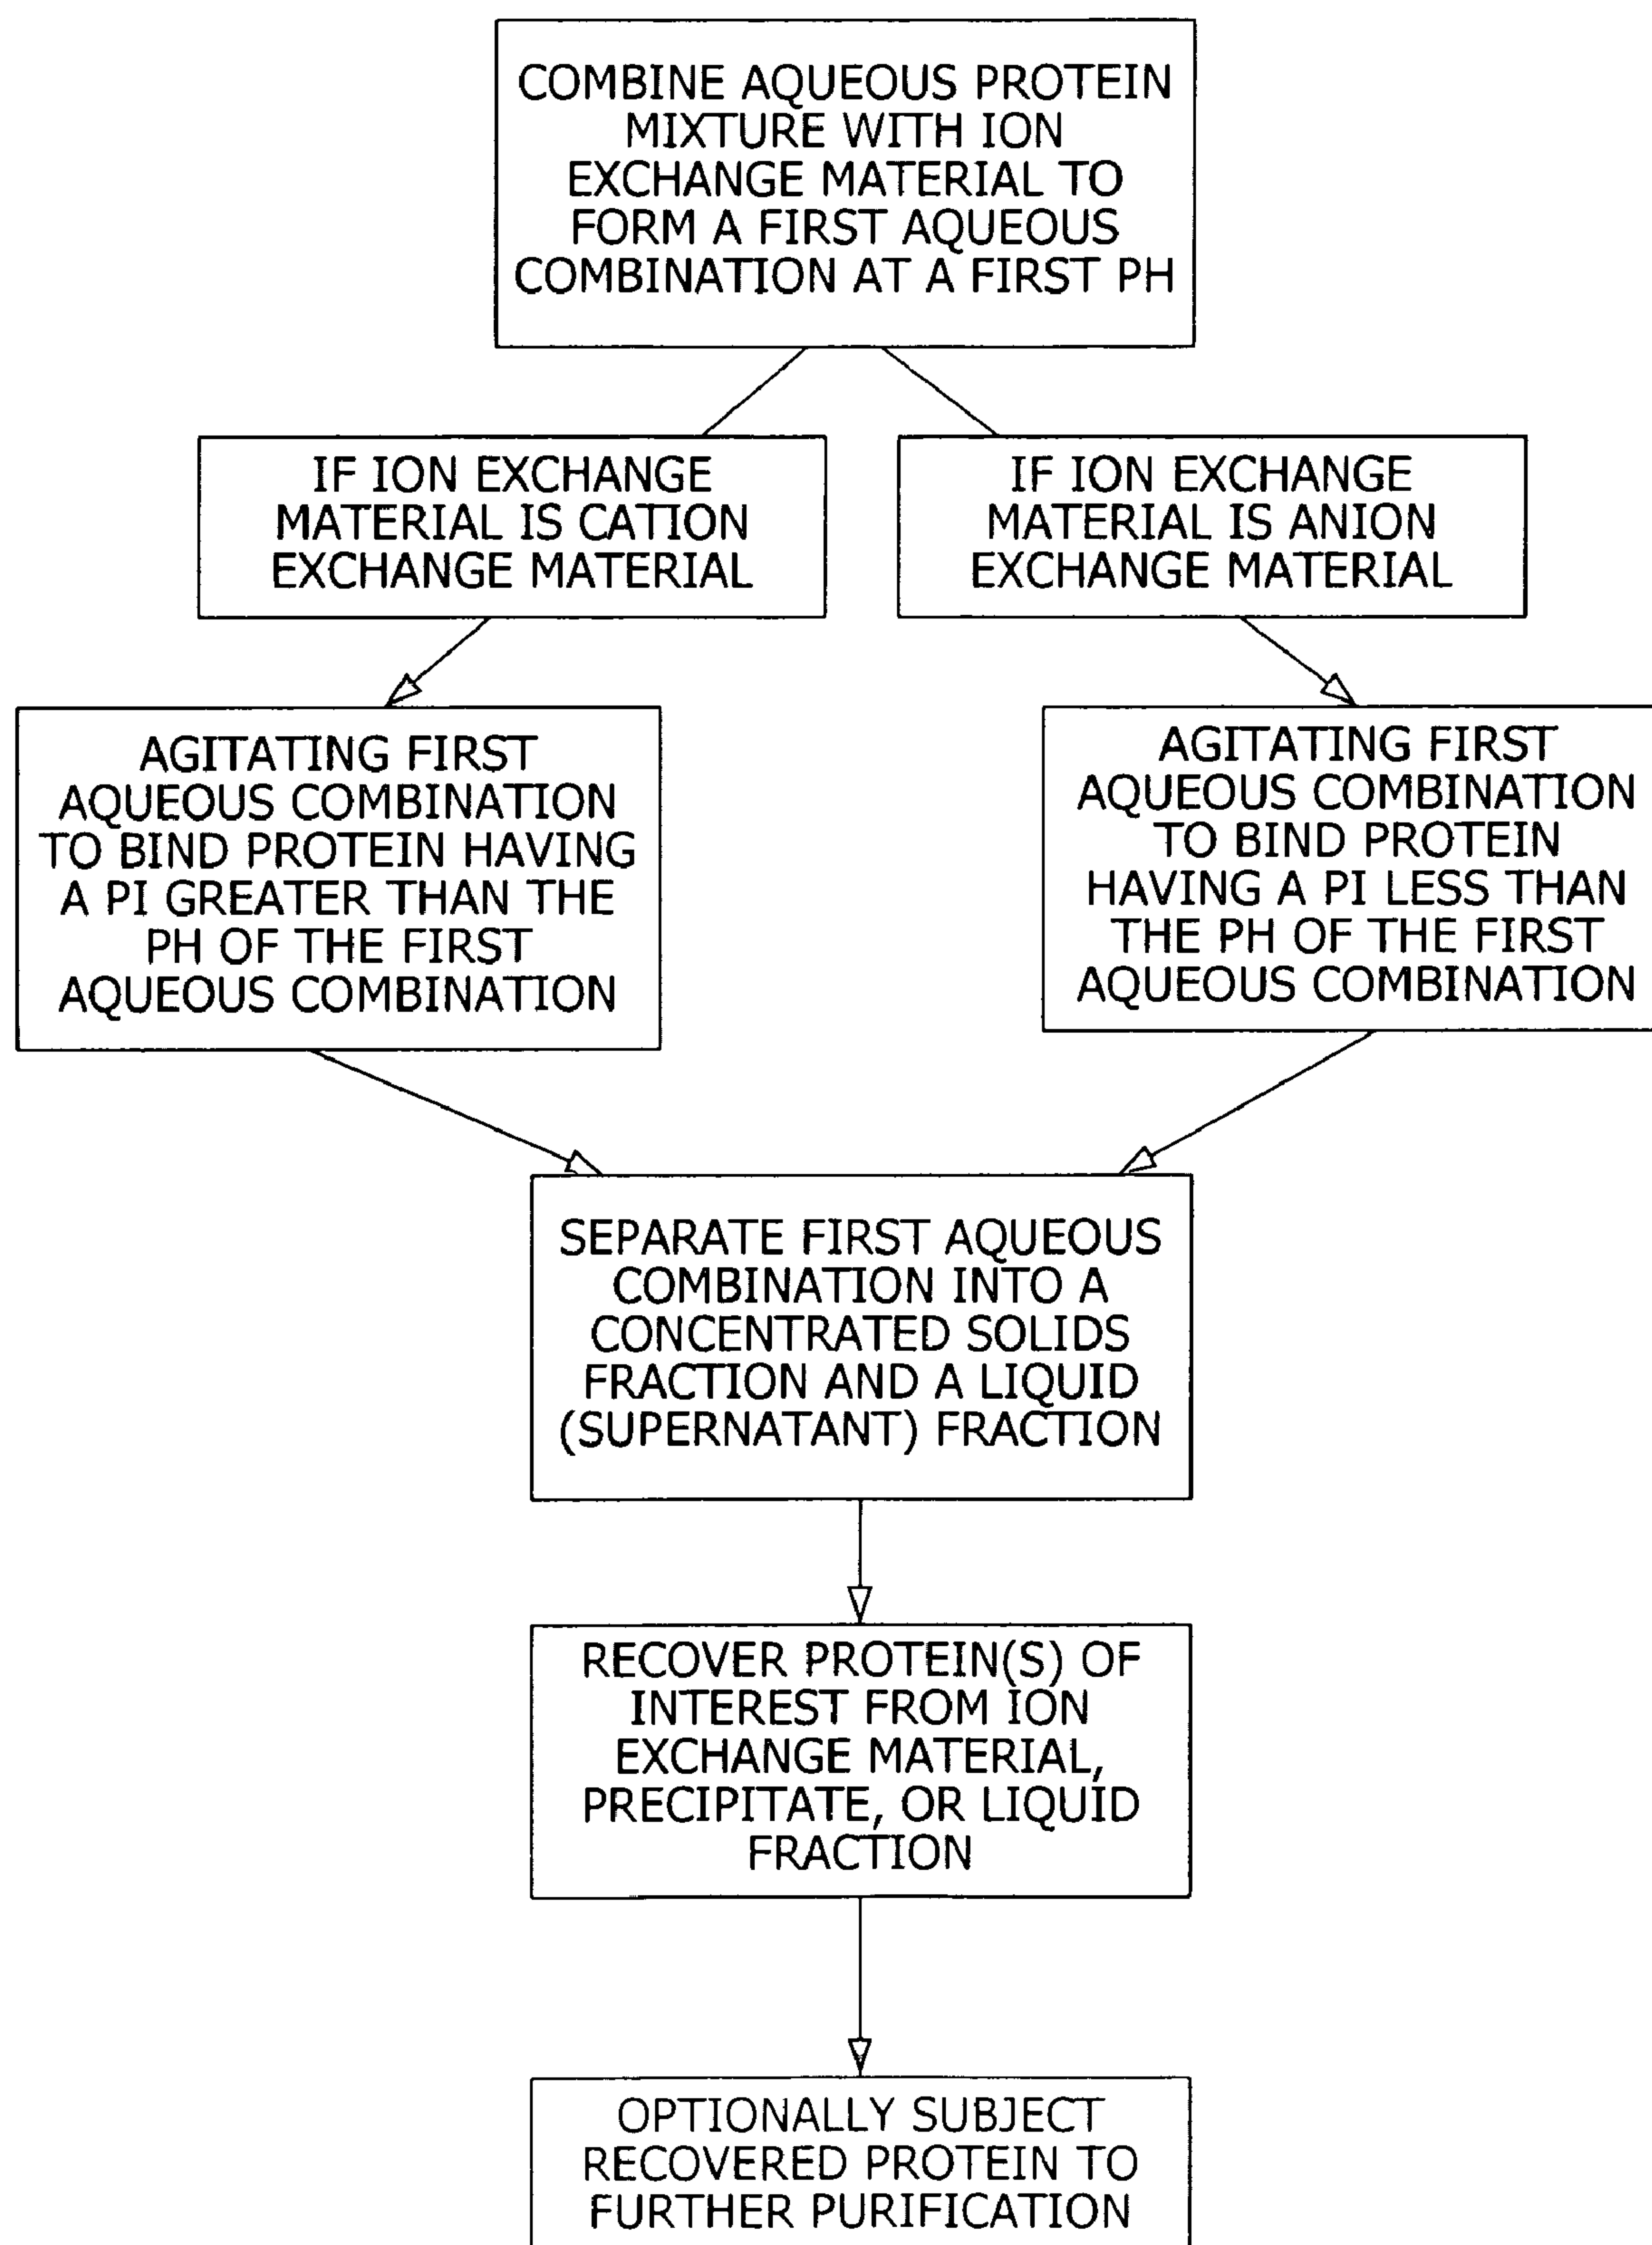 COMBINE AQUEOUS PROTEIN
MIXTURE WITH ION
EXCHANGE MATERIAL TO
FORM A FIRST AQUEOUS
COMBINATION AT A FIRST PH
IF ION EXCHANGE
MATERIAL IS CATION
EXCHANGE MATERIAL
IF ION EXCHANGE
MATERIAL IS ANION
EXCHANGE MATERIAL
AGITATING FIRST
AQUEOUS COMBINATION
TO BIND PROTEIN HAVING
A PI GREATER THAN THE
PH OF THE FIRST
AQUEOUS COMBINATION
AGITATING FIRST
AQUEOUS COMBINATION
TO BIND PROTEIN
HAVING A PI LESS THAN
THE PH OF THE FIRST
AQUEOUS COMBINATION
SEPARATE FIRST AQUEOUS
COMBINATION INTO A
CONCENTRATED SOLIDS
FRACTION AND A LIQUID
(SUPERNATANT) FRACTION
RECOVER PROTEIN(S) OF
INTEREST FROM ION
EXCHANGE MATERIAL,
PRECIPITATE, OR LIQUID
FRACTION
OPTIONALLY SUBJECT
RECOVERED PROTEIN TO
FURTHER PURIFICATION